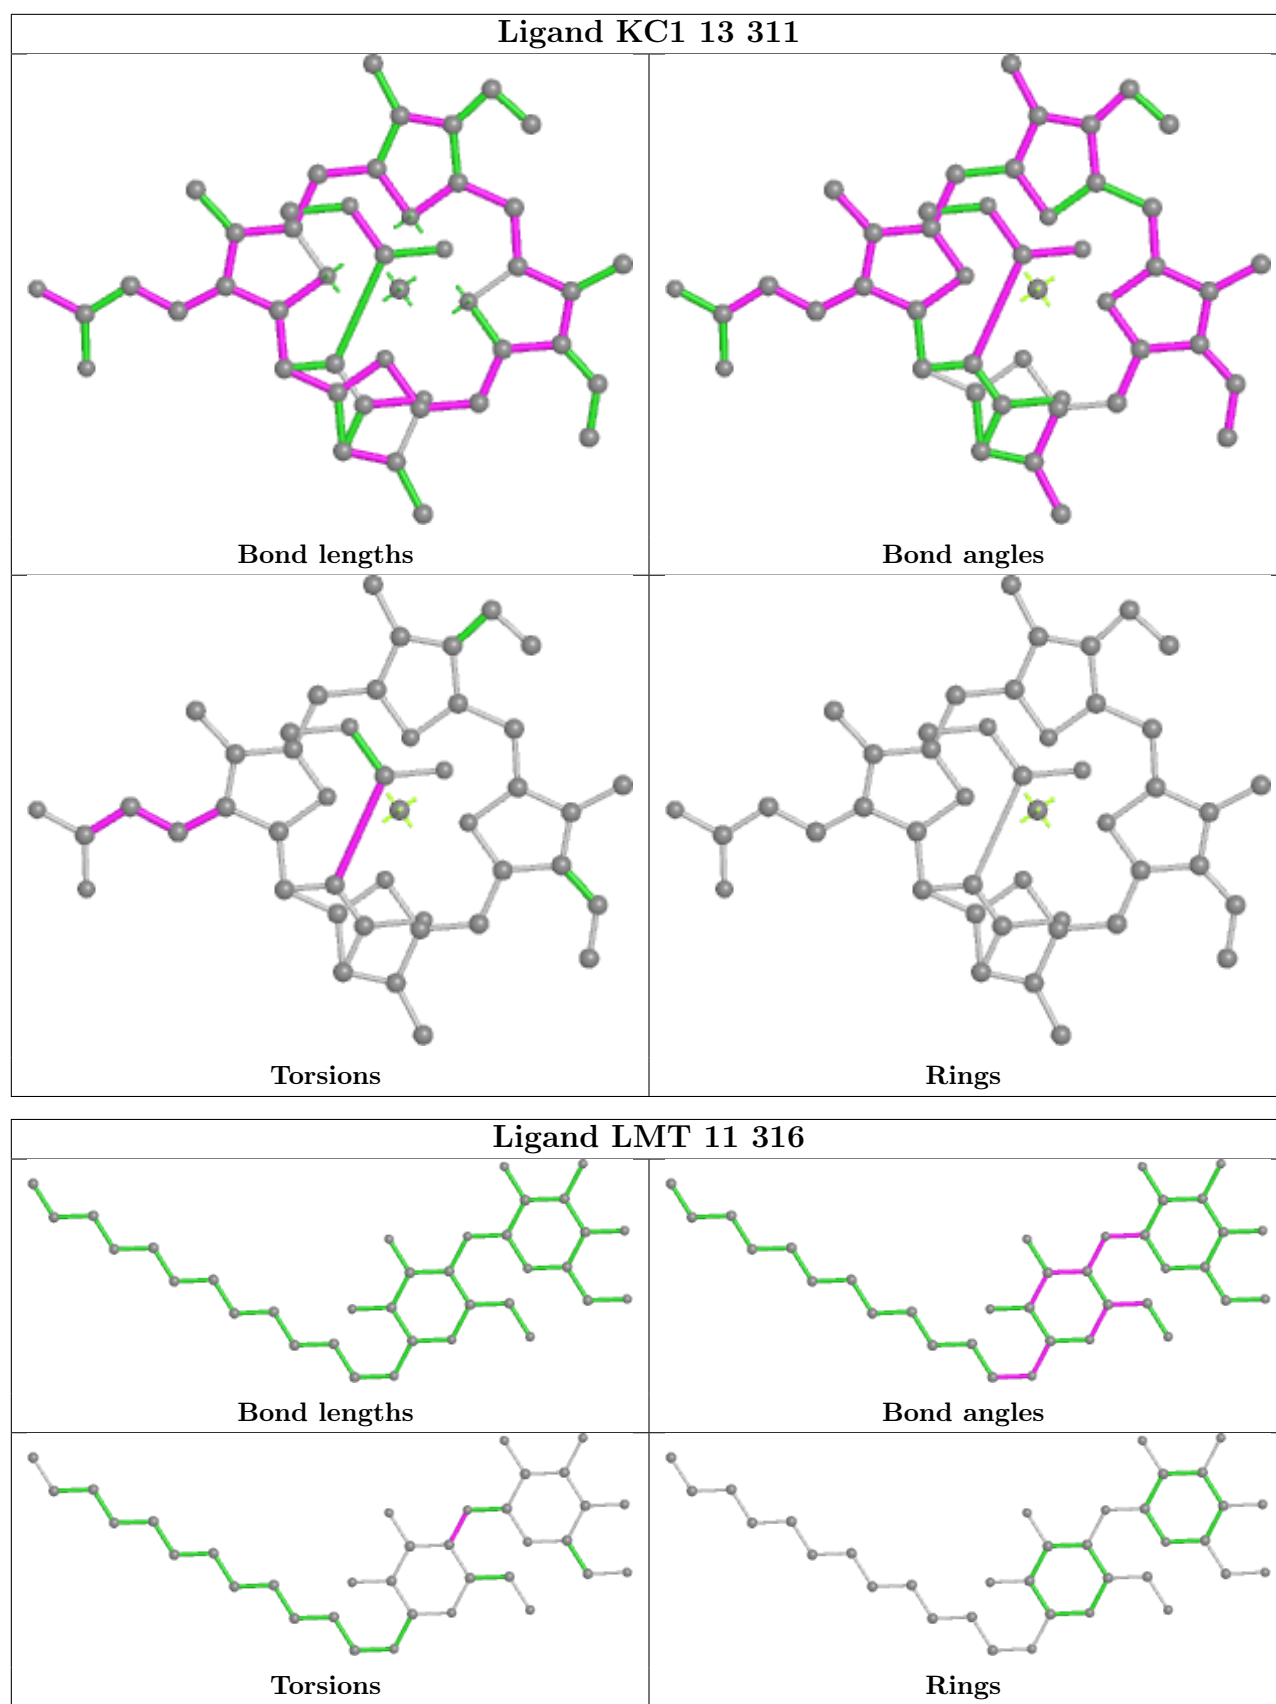 Ligand KC1 13 311
Bond lengths
Bond angles
Torsions
Rings
Ligand LMT 11 316
Bond lengths
Bond angles
Torsions
Rings